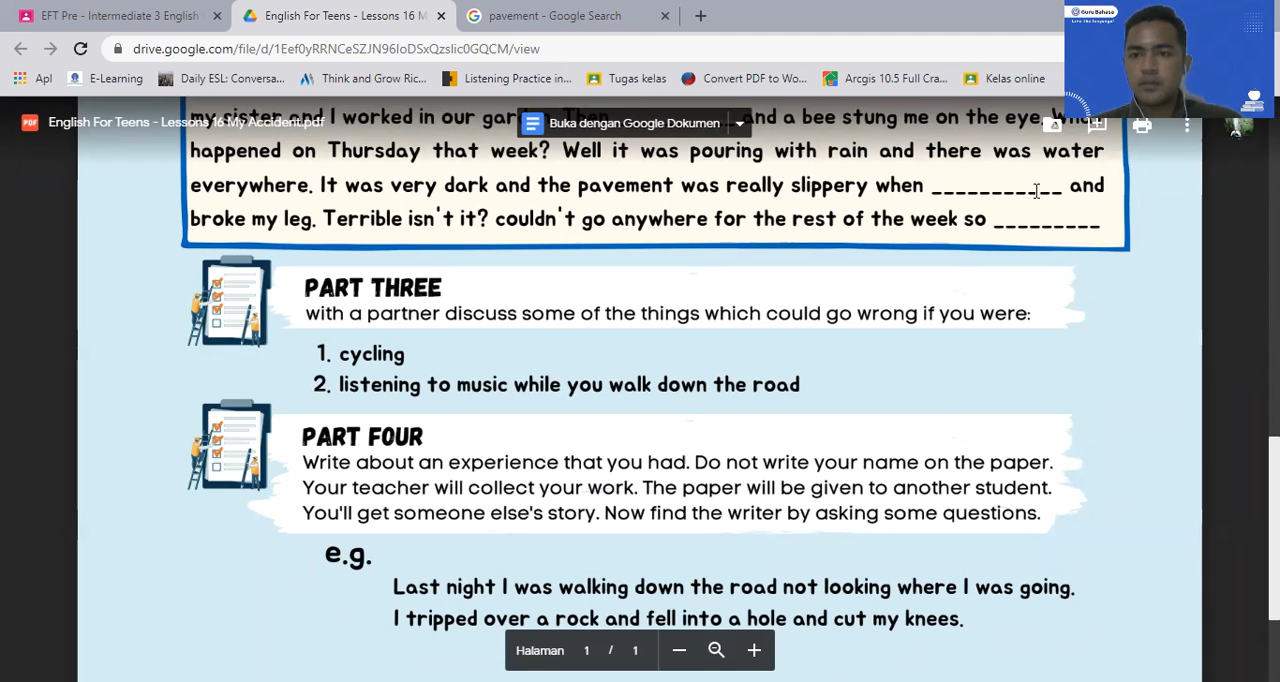 EFT Pre - Intermediate 3 English
English For Teens - Lessons 16 M
pavement - Google Search
Guru Bahasa
drive.google.com/file/d/1Eef0yRRNCeSZJN96IoDSxQzslic0GQCM/view
Apl
E-Learning
Daily ESL: Conversa...
Think and Grow Ric...
Listening Practice in...
Tugas kelas
Convert PDF to Wo...
Arcgis 10.5 Full Cra...
Kelas online
my sister and I worked in our garden. Then and a bee stung me on the eye. What
PDF
English For Teens - Lessons 16 My Accident.pdf
Buka dengan Google Dokumen
happened on Thursday that week? Well it was pouring with rain and there was water
everywhere. It was very dark and the pavement was really slippery when ___________ and
broke my leg. Terrible isn't it? couldn't go anywhere for the rest of the week so _________
PART THREE
with a partner discuss some of the things which could go wrong if you were:
1. cycling
2. listening to music while you walk down the road
PART FOUR
Write about an experience that you had. Do not write your name on the paper.
Your teacher will collect your work. The paper will be given to another student.
You'll get someone else's story. Now find the writer by asking some questions.
e.g.
Last night I was walking down the road not looking where I was going.
I tripped over a rock and fell into a hole and cut my knees.
Halaman 1 / 1